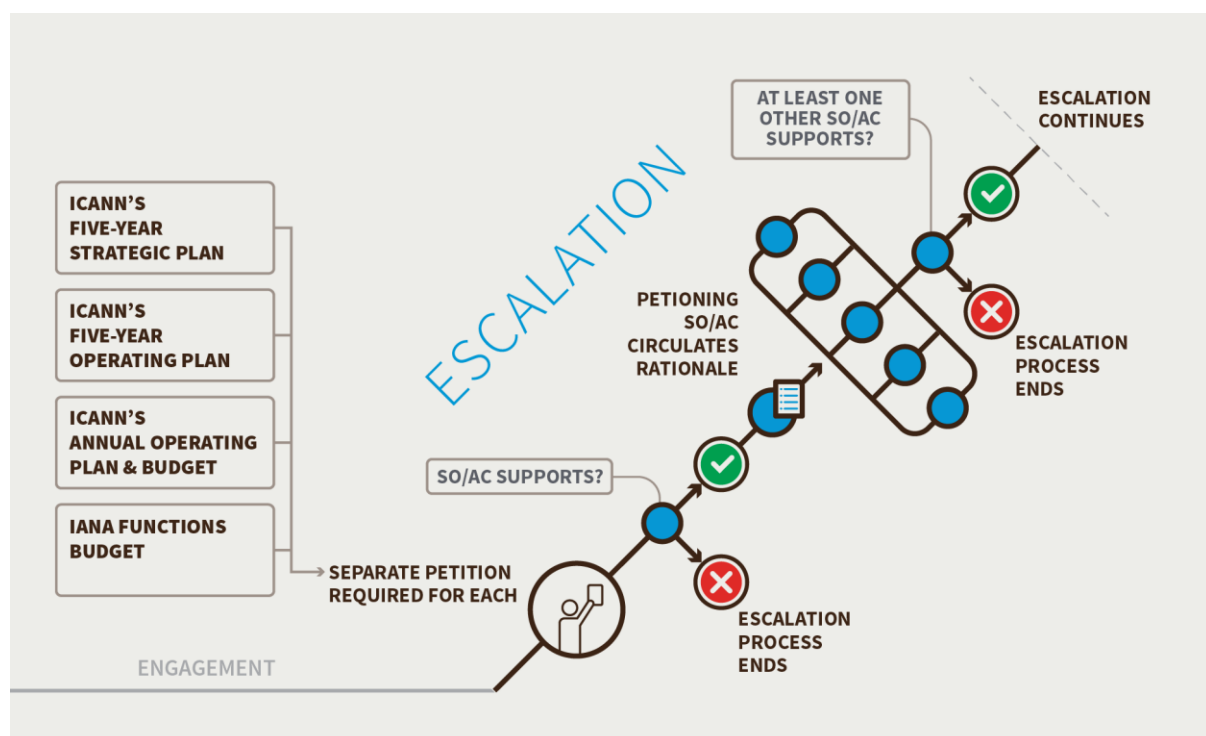 ICANN'S
FIVE-YEAR
STRATEGIC PLAN
ICANN'S
FIVE-YEAR
OPERATING PLAN
ICANN'S
ANNUAL OPERATING
PLAN & BUDGET
IANA FUNCTIONS
BUDGET
SEPARATE PETITION
REQUIRED FOR EACH
ENGAGEMENT
ESCALATION
SO/AC SUPPORTS?
ESCALATION
PROCESS
ENDS
PETIONING
SO/AC
CIRCULATES
RATIONALE
AT LEAST ONE
OTHER SO/AC
SUPPORTS?
ESCALATION
PROCESS
ENDS
ESCALATION
CONTINUES